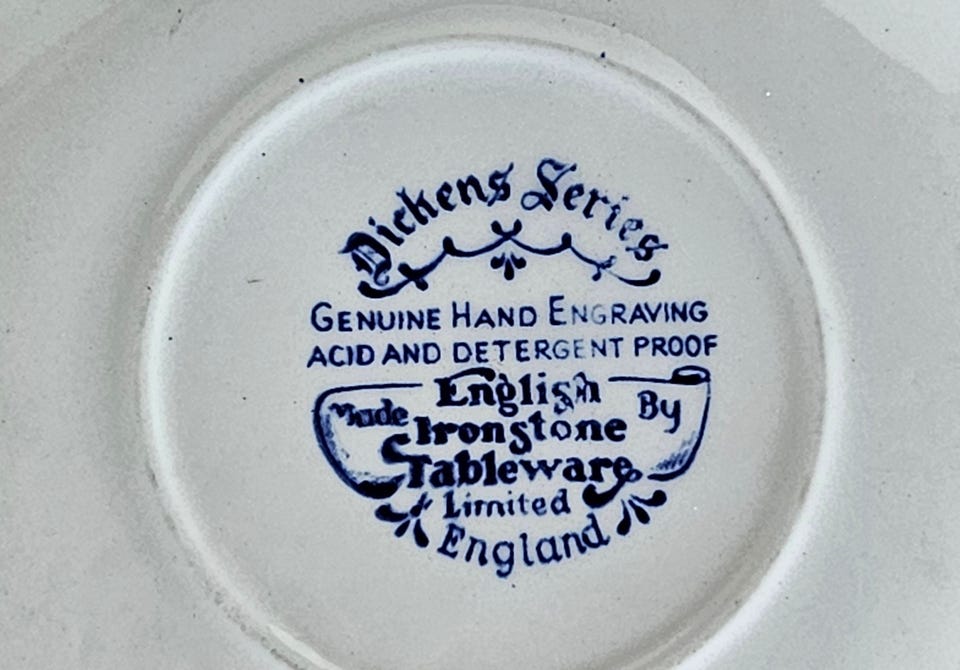 Dickens Series
GENUINE HAND ENGRAVING
ACID AND DETERGENT PROOF
Made English By
Ironstone
Tableware
Limited
England